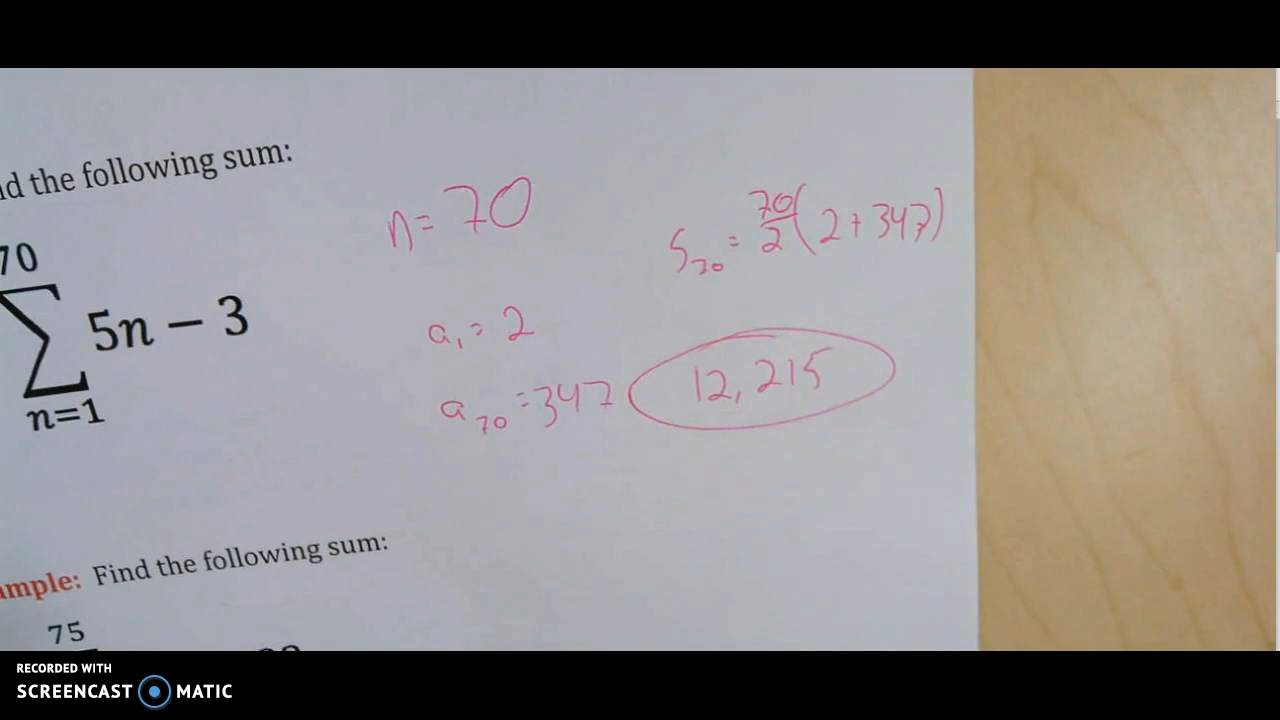 nd the following sum:
70
∑ 5n − 3
n=1
n = 70
a₁ = 2
a₇₀ = 347
S₇₀ = 70/2 (2 + 347)
12,215
ample: Find the following sum:
75
RECORDED WITH
SCREENCAST MATIC